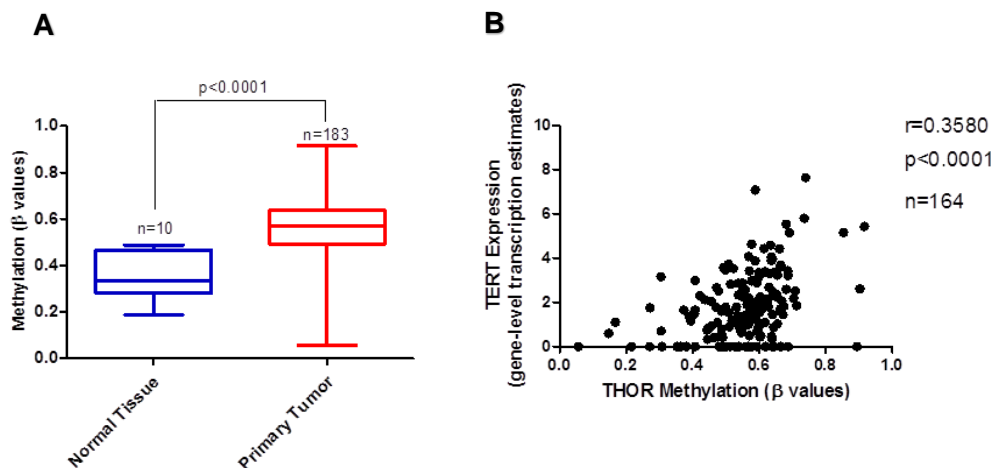 A
p<0.0001
n=183
n=10
Methylation (β values)
1.0
0.8
0.6
0.4
0.2
0.0
Normal Tissue
Primary Tumor
B
r=0.3580
p<0.0001
n=164
TERT Expression
(gene-level transcription estimates)
10
8
6
4
2
0
0.0 0.2 0.4 0.6 0.8 1.0
THOR Methylation (β values)